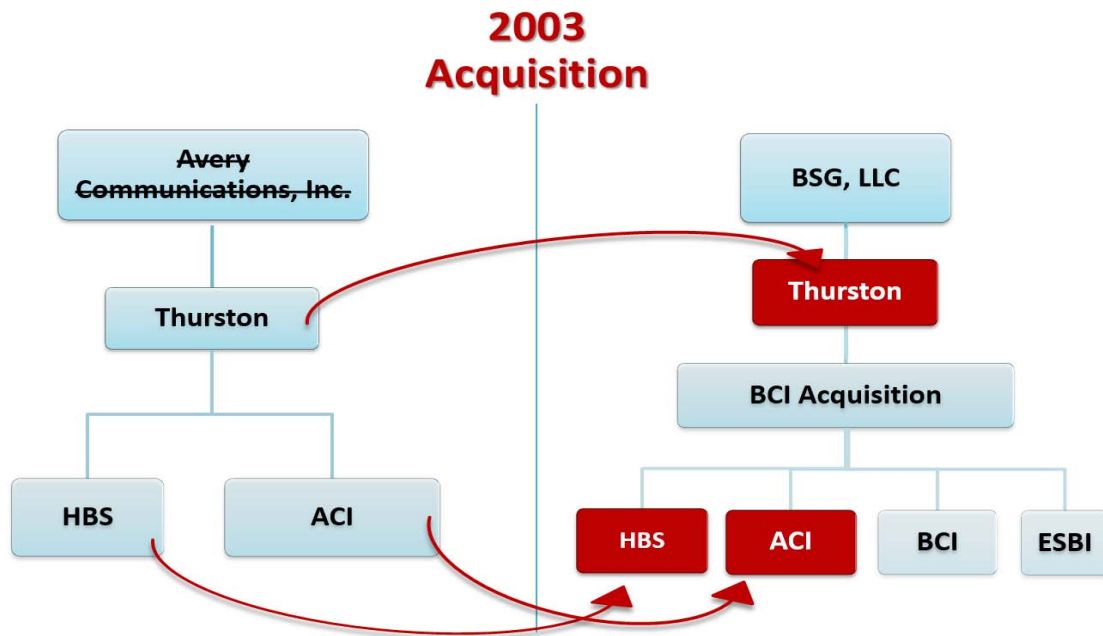 2003
Acquisition
Avery
Communications, Inc.
Thurston
HBS
ACI
BSG, LLC
Thurston
BCI Acquisition
HBS
ACI
BCI
ESBI